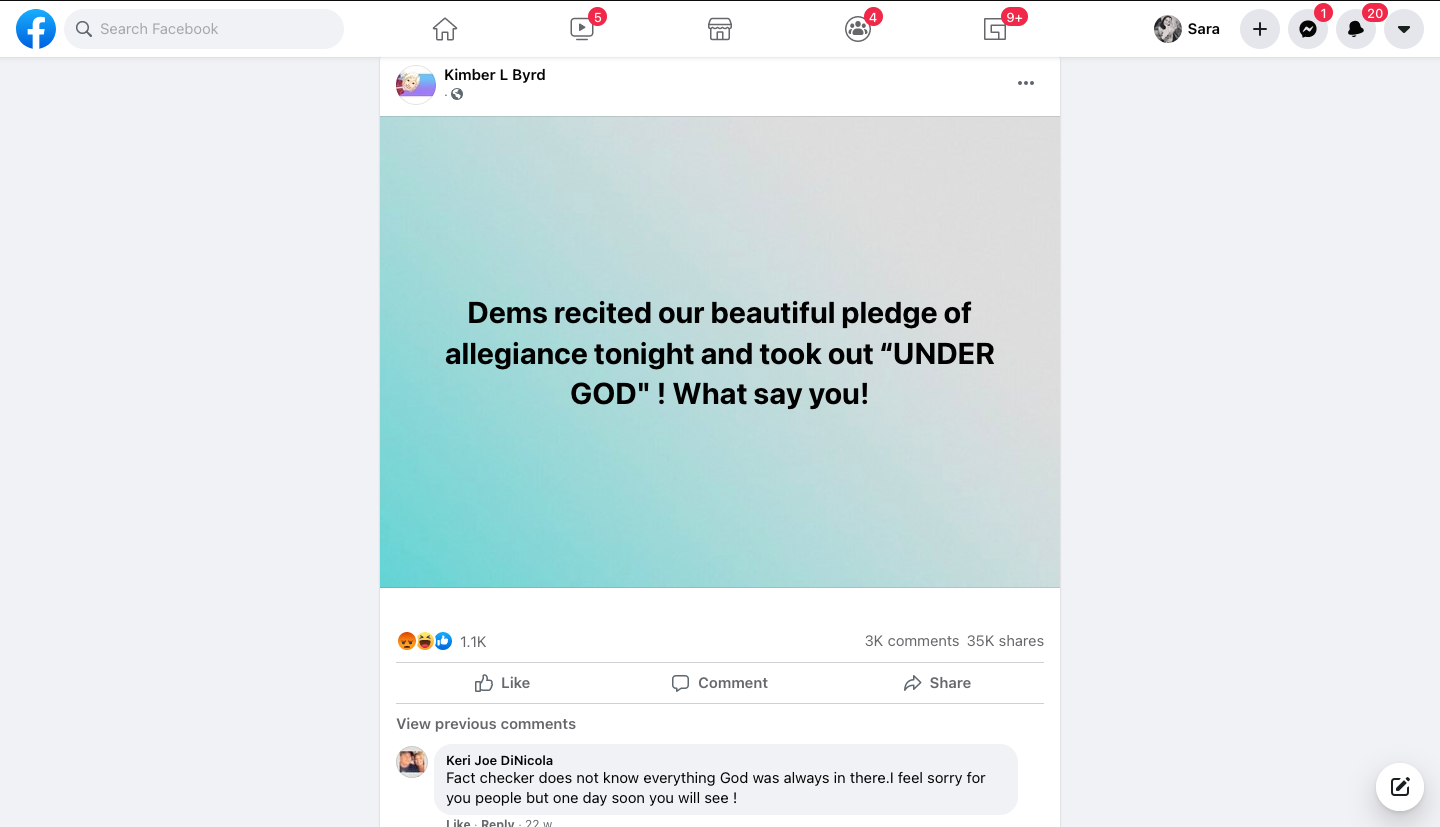 Search Facebook
5
4
9+
Sara
1
20
Kimber L Byrd
Dems recited our beautiful pledge of
allegiance tonight and took out “UNDER
GOD" ! What say you!
1.1K
3K comments 35K shares
Like
Comment
Share
View previous comments
Keri Joe DiNicola
Fact checker does not know everything God was always in there.I feel sorry for
you people but one day soon you will see !
Like · Reply · 22 w